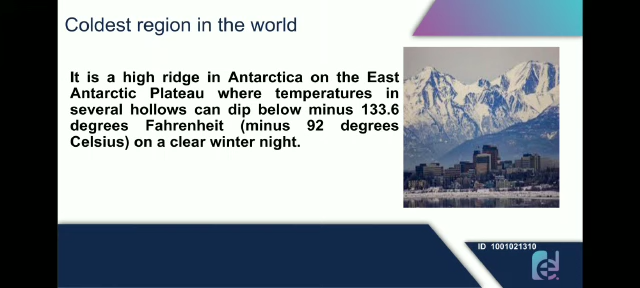 Coldest region in the world
It is a high ridge in Antarctica on the East
Antarctic Plateau where temperatures in
several hollows can dip below minus 133.6
degrees Fahrenheit (minus 92 degrees
Celsius) on a clear winter night.
ID 1001021310